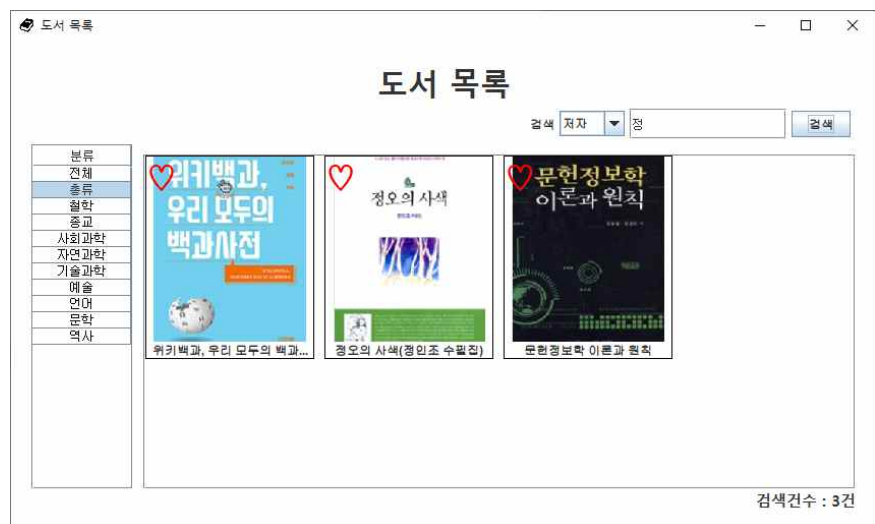 도서 목록
도서 목록
검색 저자 정 검색
분류
전체
총류
철학
종교
사회과학
자연과학
기술과학
예술
언어
문학
역사
위키백과,
우리 모두의
백과사전
위키백과, 우리 모두의 백과...
정오의 사색
정오의 사색(정인조 수필집)
문헌정보학
이론과 원칙
문헌정보학 이론과 원칙
검색건수 : 3건